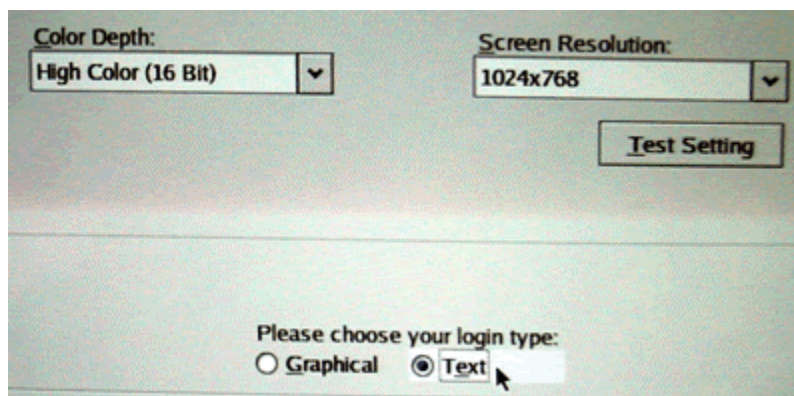 Color Depth:
High Color (16 Bit)
Screen Resolution:
1024x768
Test Setting
Please choose your login type:
Graphical
Text